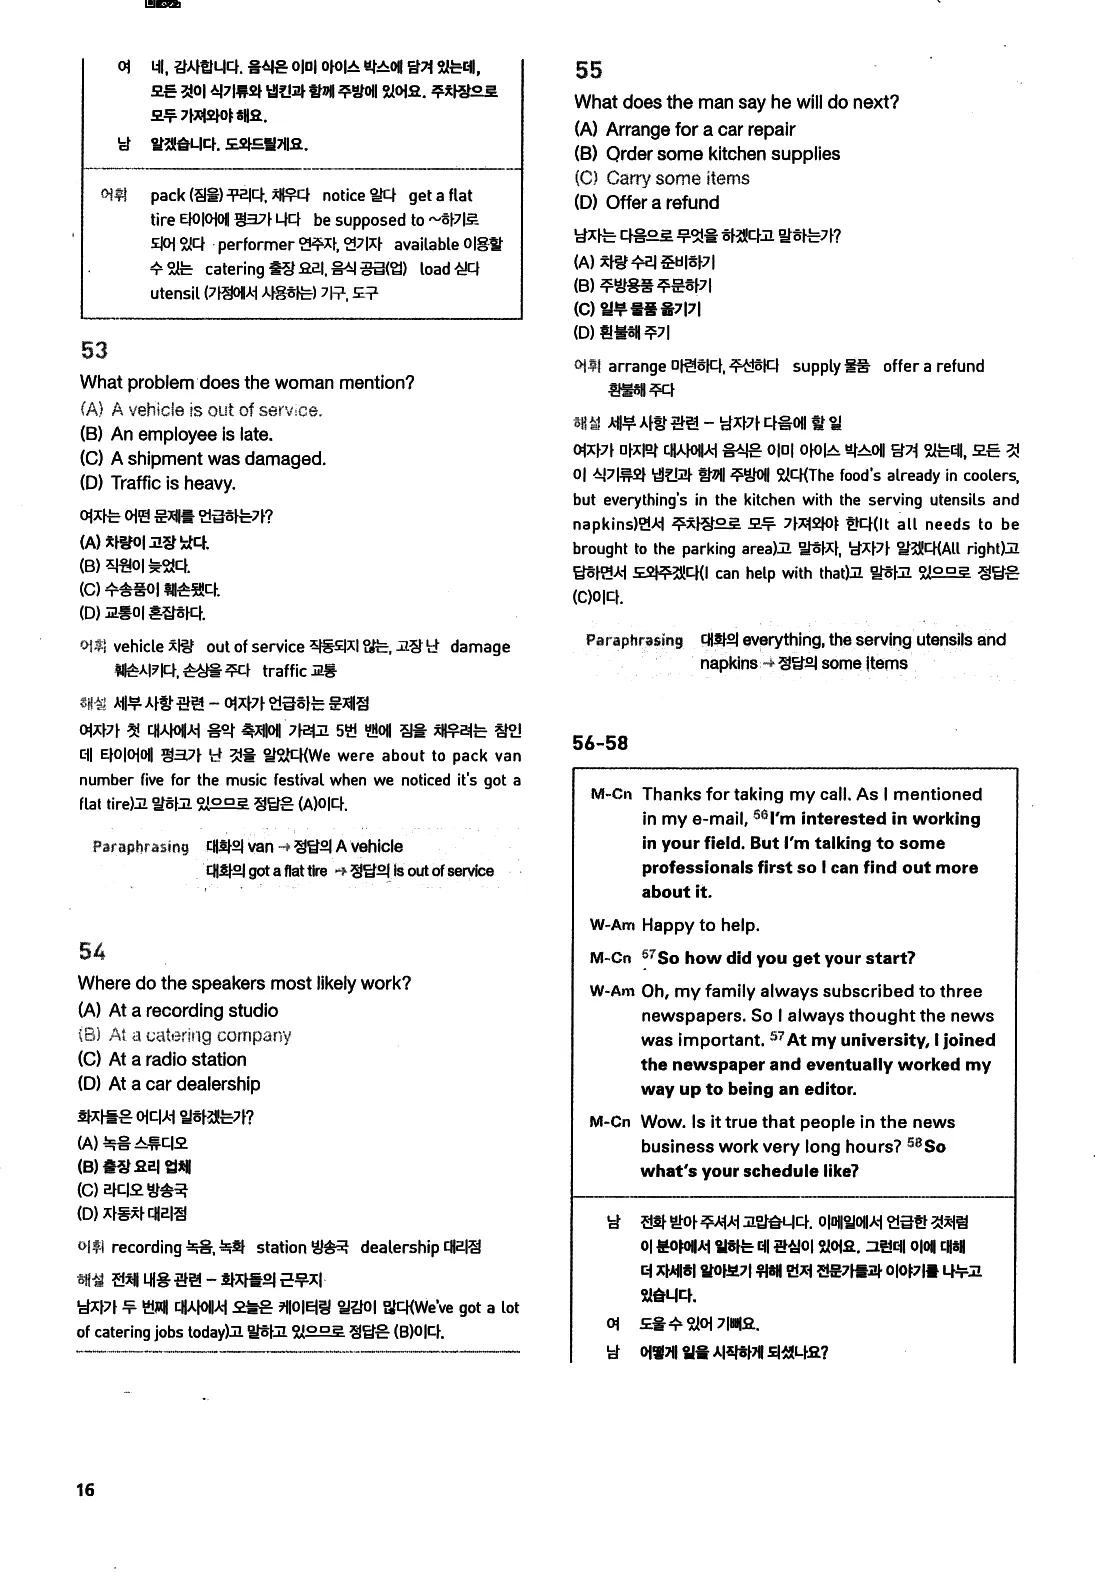 여 네, 감사합니다. 음식은 이미 아이스 박스에 담겨 있는데,
모든 것이 식기류와 냅킨과 함께 주방에 있어요. 주차장으로
모두 가져와야 해요.
남 알겠습니다. 도와드릴게요.
어휘 pack (짐을) 꾸리다, 채우다 notice 알다 get a flat
tire 타이어에 펑크가 나다 be supposed to ~하기로
되어 있다 performer 연주자, 연기자 available 이용할
수 있는 catering 출장 요리, 음식 공급(업) load 싣다
utensil (가정에서 사용하는) 기구, 도구
53
What problem does the woman mention?
(A) A vehicle is out of service.
(B) An employee is late.
(C) A shipment was damaged.
(D) Traffic is heavy.
여자는 어떤 문제를 언급하는가?
(A) 차량이 고장 났다.
(B) 직원이 늦었다.
(C) 수송품이 훼손됐다.
(D) 교통이 혼잡하다.
어휘 vehicle 차량 out of service 작동되지 않는, 고장 난 damage
훼손시키다, 손상을 주다 traffic 교통
해설 세부 사항 관련 – 여자가 언급하는 문제점
여자가 첫 대사에서 음악 축제에 가려고 5번 밴에 짐을 채우려는 참인
데 타이어에 펑크가 난 것을 알았다(We were about to pack van
number five for the music festival when we noticed it's got a
flat tire)고 말하고 있으므로 정답은 (A)이다.
Paraphrasing 대화의 van → 정답의 A vehicle
대화의 got a flat tire → 정답의 is out of service
54
Where do the speakers most likely work?
(A) At a recording studio
(B) At a catering company
(C) At a radio station
(D) At a car dealership
화자들은 어디서 일하겠는가?
(A) 녹음 스튜디오
(B) 출장 요리 업체
(C) 라디오 방송국
(D) 자동차 대리점
어휘 recording 녹음, 녹화 station 방송국 dealership 대리점
해설 전체 내용 관련 – 화자들의 근무지
남자가 두 번째 대사에서 오늘은 케이터링 일감이 많다(We've got a lot
of catering jobs today)고 말하고 있으므로 정답은 (B)이다.
16
55
What does the man say he will do next?
(A) Arrange for a car repair
(B) Order some kitchen supplies
(C) Carry some items
(D) Offer a refund
남자는 다음으로 무엇을 하겠다고 말하는가?
(A) 차량 수리 준비하기
(B) 주방용품 주문하기
(C) 일부 물품 옮기기
(D) 환불해 주기
어휘 arrange 마련하다, 주선하다 supply 물품 offer a refund
환불해 주다
해설 세부 사항 관련 – 남자가 다음에 할 일
여자가 마지막 대사에서 음식은 이미 아이스 박스에 담겨 있는데, 모든 것
이 식기류와 냅킨과 함께 주방에 있다(The food's already in coolers,
but everything's in the kitchen with the serving utensils and
napkins)면서 주차장으로 모두 가져와야 한다(It all needs to be
brought to the parking area)고 말하자, 남자가 알겠다(All right)고
답하면서 도와주겠다(I can help with that)고 말하고 있으므로 정답은
(C)이다.
Paraphrasing 대화의 everything, the serving utensils and
napkins → 정답의 some items
56-58
M-Cn Thanks for taking my call. As I mentioned
in my e-mail, 56I'm interested in working
in your field. But I'm talking to some
professionals first so I can find out more
about it.
W-Am Happy to help.
M-Cn 57So how did you get your start?
W-Am Oh, my family always subscribed to three
newspapers. So I always thought the news
was important. 57At my university, I joined
the newspaper and eventually worked my
way up to being an editor.
M-Cn Wow. Is it true that people in the news
business work very long hours? 58So
what's your schedule like?
남 전화 받아 주셔서 고맙습니다. 이메일에서 언급한 것처럼
이 분야에서 일하는 데 관심이 있어요. 그런데 이에 대해
더 자세히 알아보기 위해 먼저 전문가들과 이야기를 나누고
있습니다.
여 도울 수 있어 기뻐요.
남 어떻게 일을 시작하게 되셨나요?